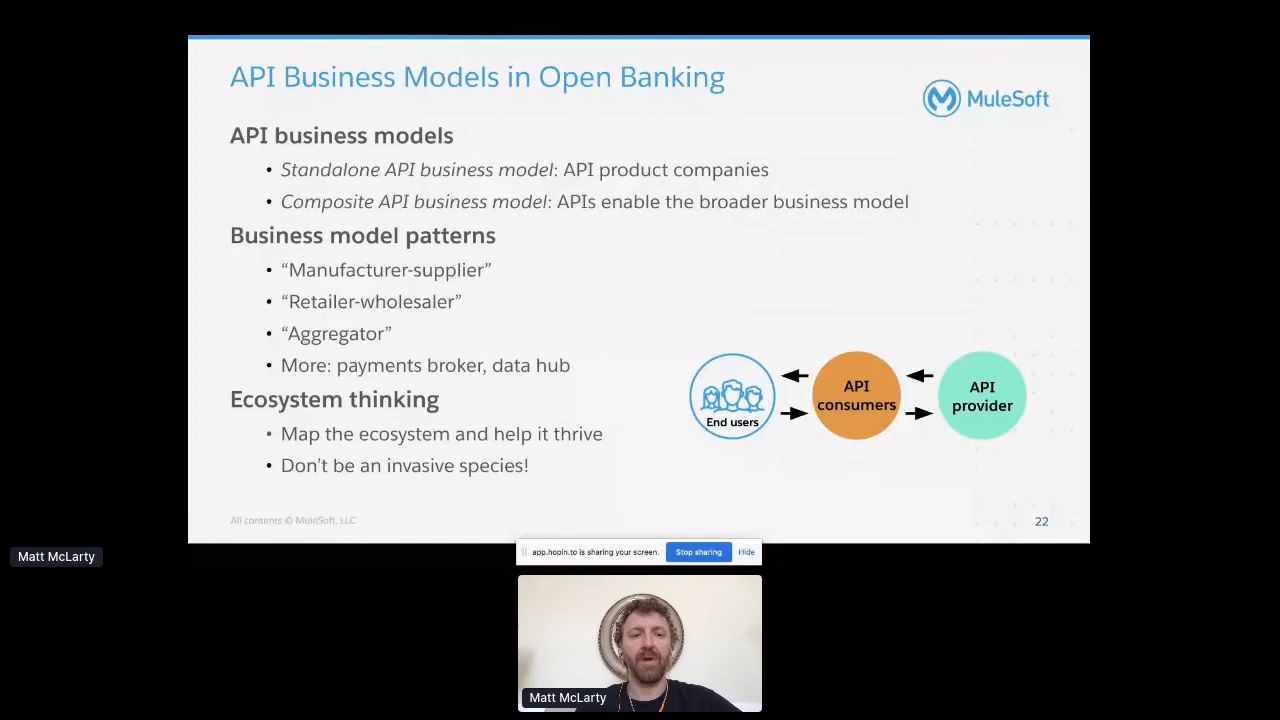 API Business Models in Open Banking
MuleSoft
API business models
• Standalone API business model: API product companies
• Composite API business model: APIs enable the broader business model
Business model patterns
• “Manufacturer-supplier”
• “Retailer-wholesaler”
• “Aggregator”
• More: payments broker, data hub
Ecosystem thinking
• Map the ecosystem and help it thrive
• Don’t be an invasive species!
End users
API
consumers
API
provider
All contents © MuleSoft, LLC
22
Matt McLarty
app.hopin.to is sharing your screen.
Stop sharing
Hide
Matt McLarty